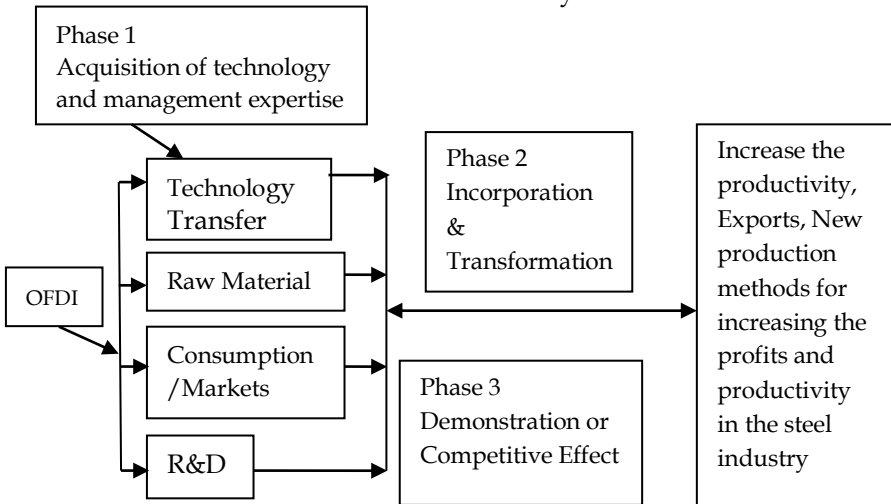 Phase 1
Acquisition of technology
and management expertise
Technology
Transfer
Raw Material
OFDI
Consumption
/Markets
R&D
Phase 2
Incorporation
&
Transformation
Phase 3
Demonstration or
Competitive Effect
Increase the
productivity,
Exports, New
production
methods for
increasing the
profits and
productivity
in the steel
industry